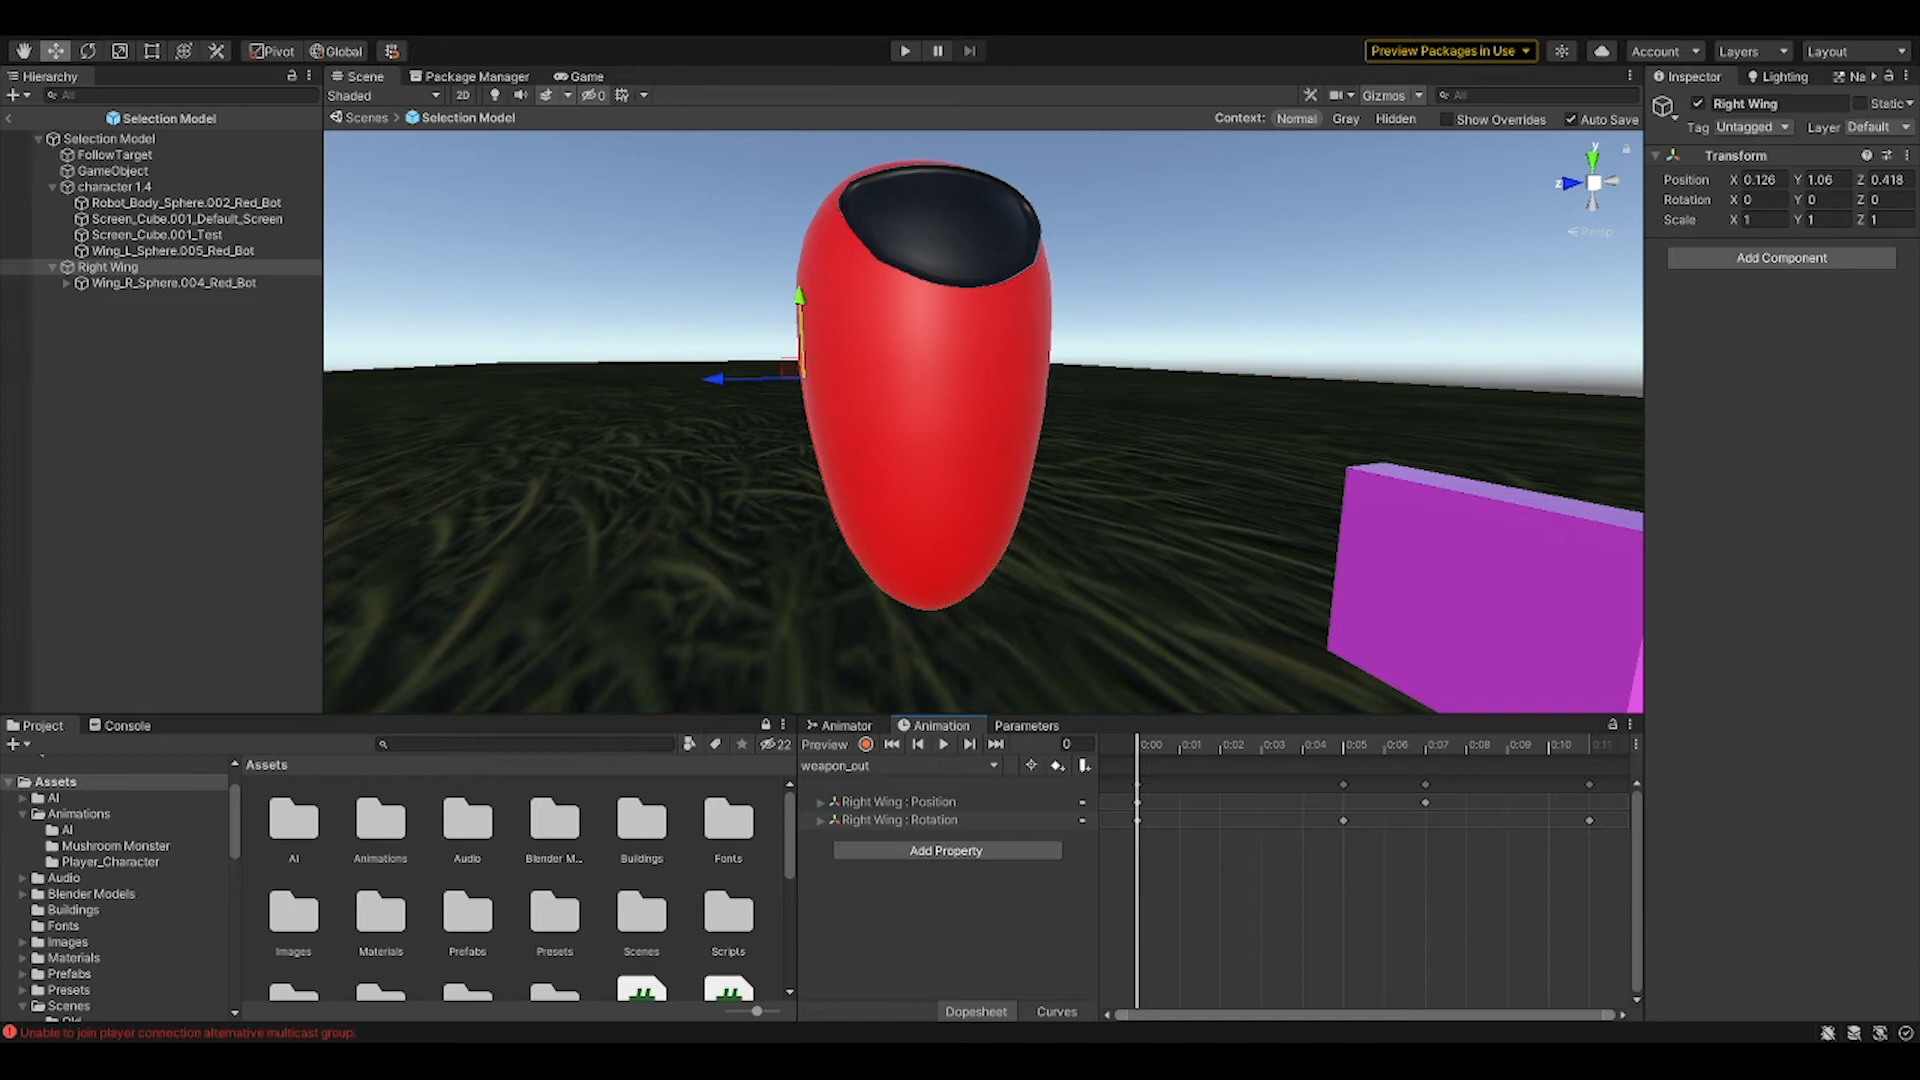 Pivot Global Preview Packages in Use Account Layers Layout
Hierarchy Scene Package Manager Game Inspector Lighting Na
All Shaded 2D 0 Gizmos All Right Wing Static
Selection Model Scenes Selection Model Context: Normal Gray Hidden Show Overrides Auto Save Tag Untagged Layer Default
Selection Model
FollowTarget
GameObject
character 1.4
Robot_Body_Sphere.002_Red_Bot
Screen_Cube.001_Default_Screen
Screen_Cube.001_Test
Wing_L_Sphere.005_Red_Bot
Right Wing
Wing_R_Sphere.004_Red_Bot
y
z
Persp
Transform
Position X 0.126 Y 1.06 Z 0.418
Rotation X 0 Y 0 Z 0
Scale X 1 Y 1 Z 1
Add Component
Project Console
22
Assets
AI
Animations
AI
Mushroom Monster
Player_Character
Audio
Blender Models
Buildings
Fonts
Images
Materials
Prefabs
Presets
Scenes
Assets
AI Animations Audio Blender M... Buildings Fonts
Images Materials Prefabs Presets Scenes Scripts
# #
Animator Animation Parameters
Preview 0 0:00 0:01 0:02 0:03 0:04 0:05 0:06 0:07 0:08 0:09 0:10 0:11
weapon_out
Right Wing : Position
Right Wing : Rotation
Add Property
Dopesheet Curves
Unable to join player connection alternative multicast group.